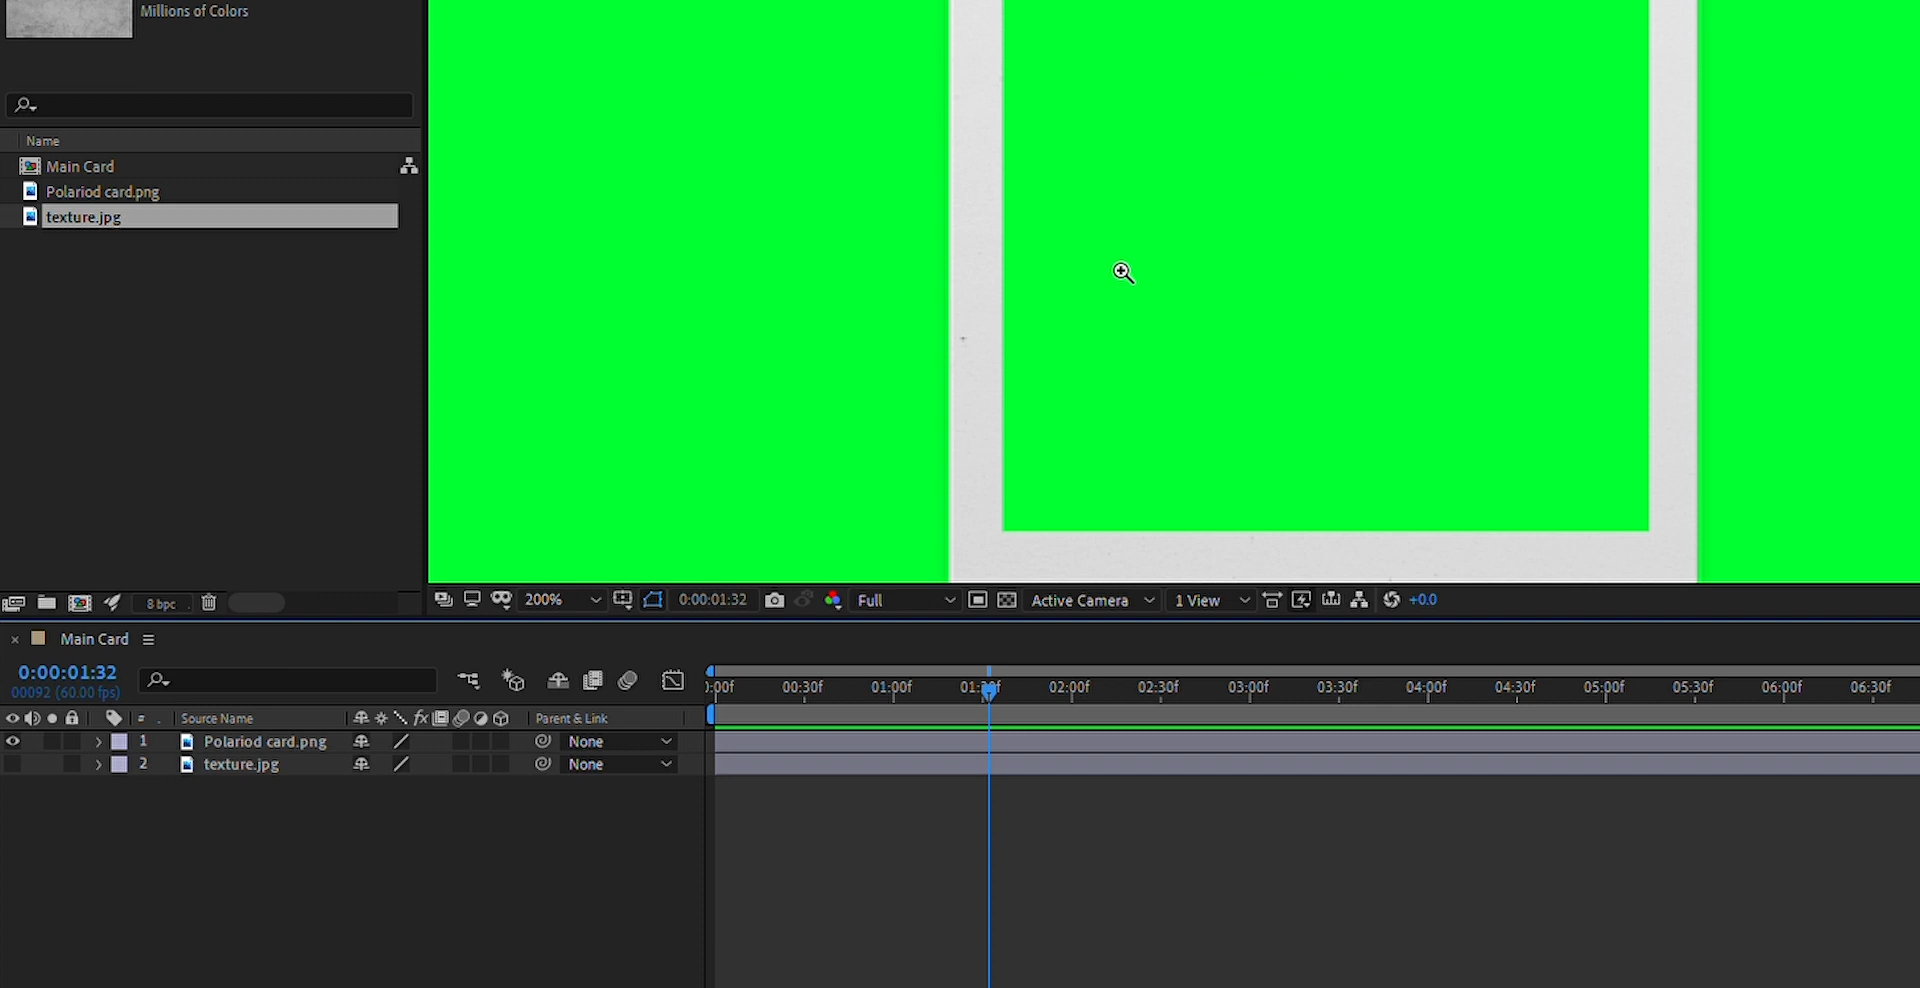 Millions of Colors
Name
Main Card
Polariod card.png
texture.jpg
8 bpc
200%
0:00:01:32
Full
Active Camera
1 View
+0.0
Main Card
0:00:01:32
00092 (60.00 fps)
00:30f 01:00f 02:00f 02:30f 03:00f 03:30f 04:00f 04:30f 05:00f 05:30f 06:00f 06:30f
# Source Name fx Parent & Link
1 Polariod card.png None
2 texture.jpg None